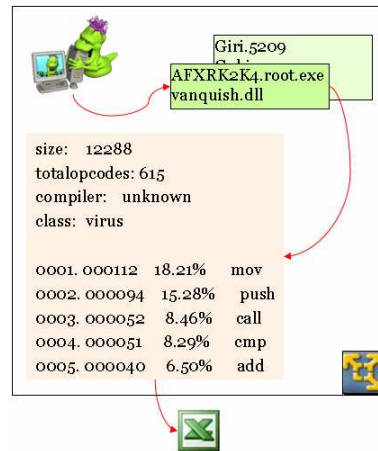 Giri.5209
AFXRK2K4.root.exe
vanquish.dll
size: 12288
totalopcodes: 615
compiler: unknown
class: virus
0001. 000112 18.21% mov
0002. 000094 15.28% push
0003. 000052 8.46% call
0004. 000051 8.29% cmp
0005. 000040 6.50% add